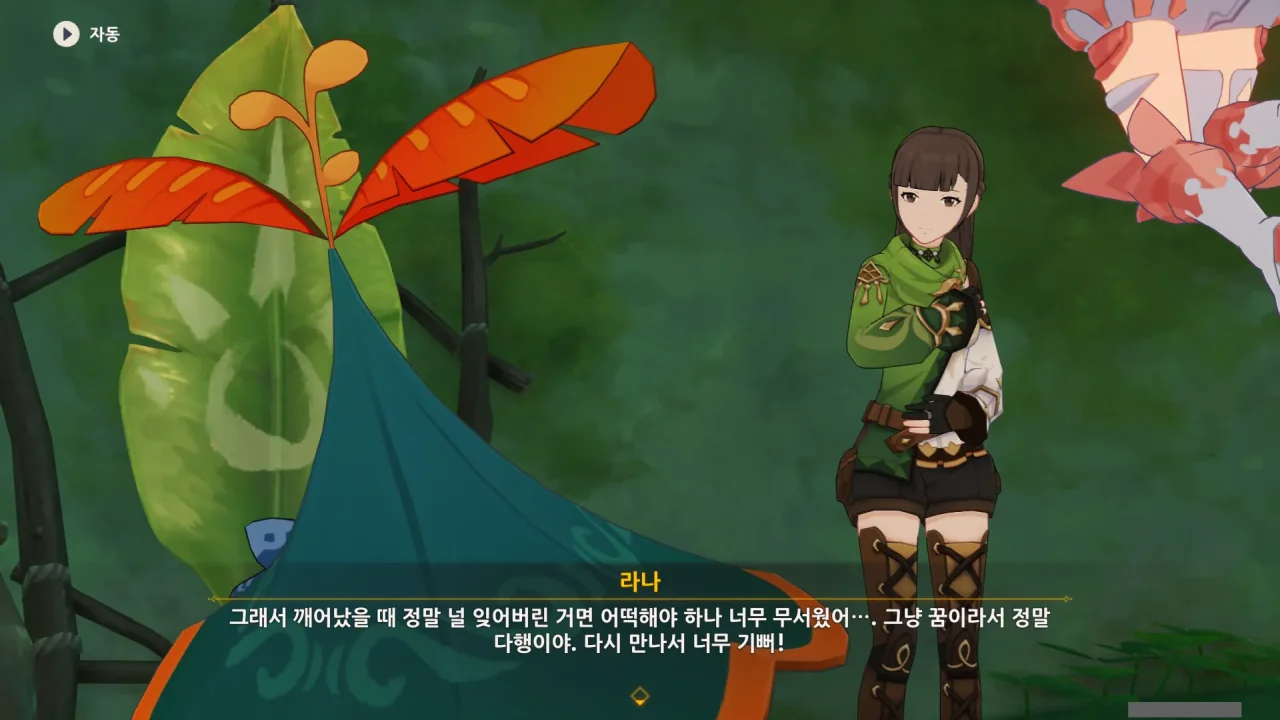 자동
라나
그래서 깨어났을 때 정말 널 잊어버린 거면 어떡해야 하나 너무 무서웠어…. 그냥 꿈이라서 정말
다행이야. 다시 만나서 너무 기뻐!